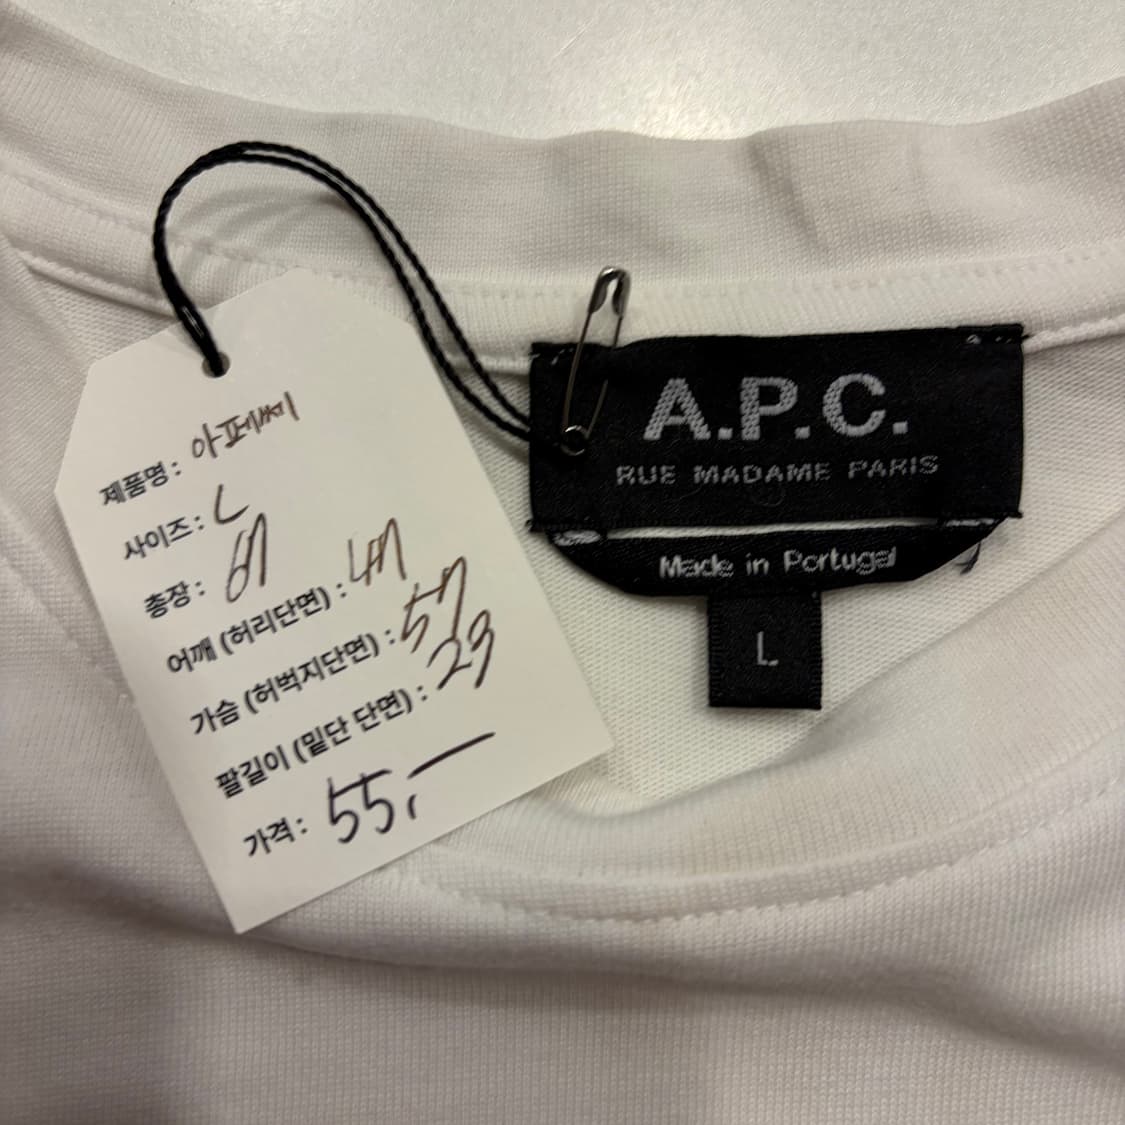 제품명 : 아페쎄
사이즈 : L
총장 : 67
어깨 (허리단면) : 47
가슴 (허벅지단면) : 57
팔길이 (밑단 단면) : 23
가격 : 55,—
A.P.C.
RUE MADAME PARIS
Made in Portugal
L